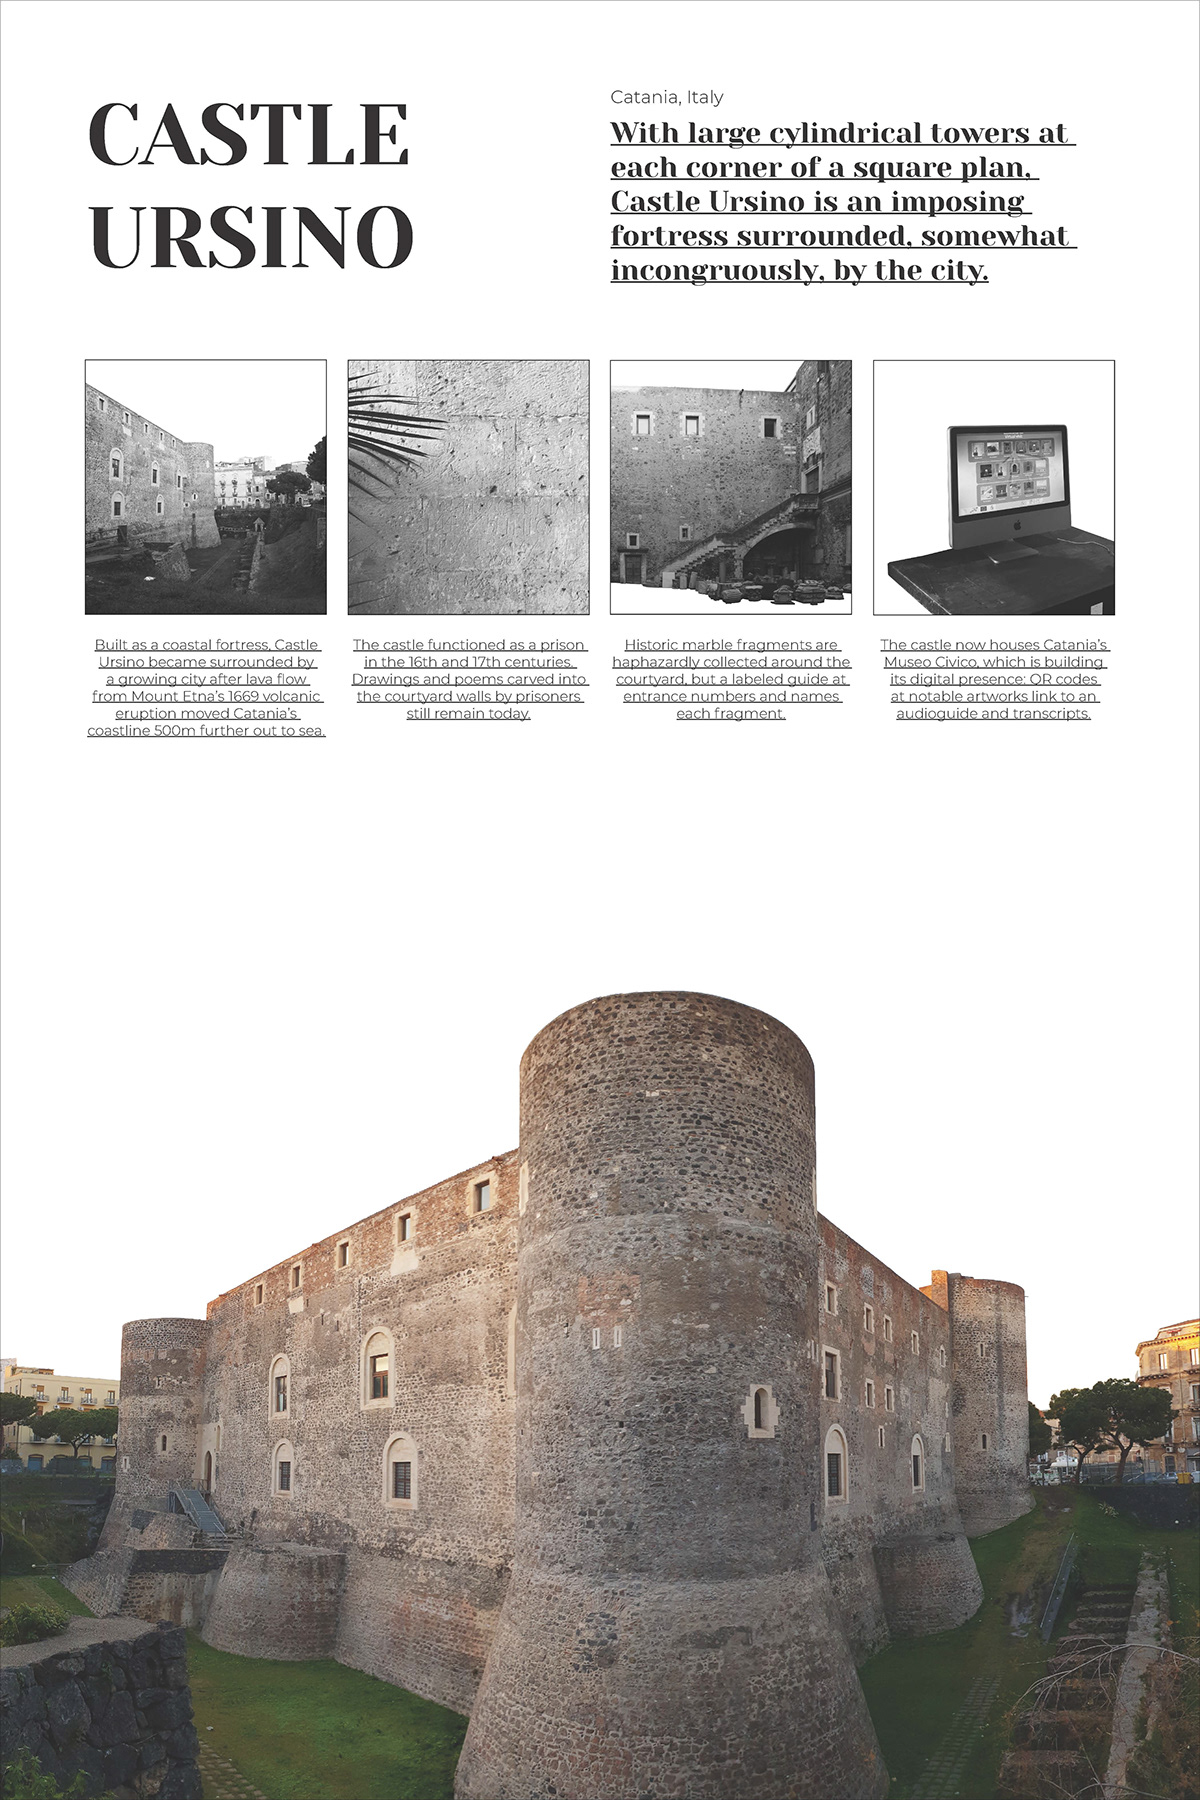 CASTLE
URSINO
Catania, Italy
With large cylindrical towers at
each corner of a square plan,
Castle Ursino is an imposing
fortress surrounded, somewhat
incongruously, by the city.
Built as a coastal fortress, Castle
Ursino became surrounded by
a growing city after lava flow
from Mount Etna's 1669 volcanic
eruption moved Catania's
coastline 500m further out to sea.
The castle functioned as a prison
in the 16th and 17th centuries.
Drawings and poems carved into
the courtyard walls by prisoners
still remain today.
Historic marble fragments are
haphazardly collected around the
courtyard, but a labeled guide at
entrance numbers and names
each fragment.
The castle now houses Catania's
Museo Civico, which is building
its digital presence: QR codes
at notable artworks link to an
audioguide and transcripts.